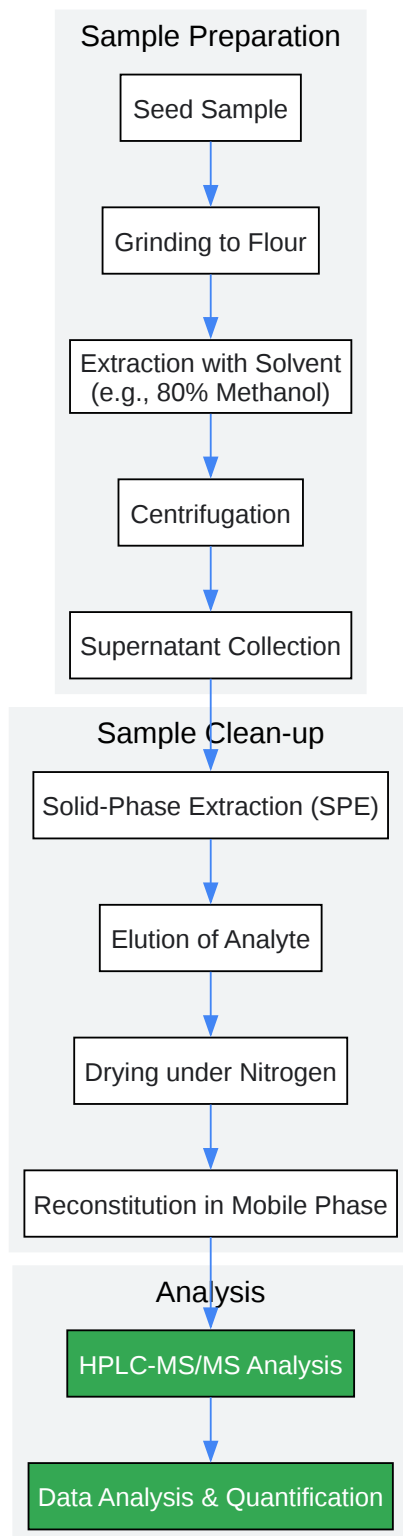 Sample Preparation
Seed Sample
Grinding to Flour
Extraction with Solvent
(e.g., 80% Methanol)
Centrifugation
Supernatant Collection
Sample Clean-up
Solid-Phase Extraction (SPE)
Elution of Analyte
Drying under Nitrogen
Reconstitution in Mobile Phase
Analysis
HPLC-MS/MS Analysis
Data Analysis & Quantification